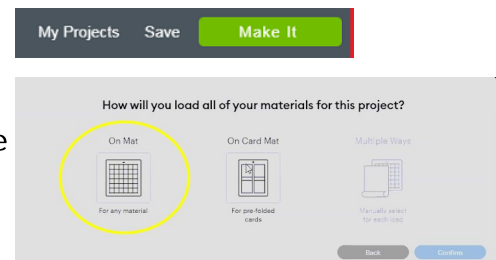 My Projects Save Make It
How will you load all of your materials for this project?
e
On Mat On Card Mat Multiple Ways
For any material For pre-folded Manually select
cards for each load
Back Confirm